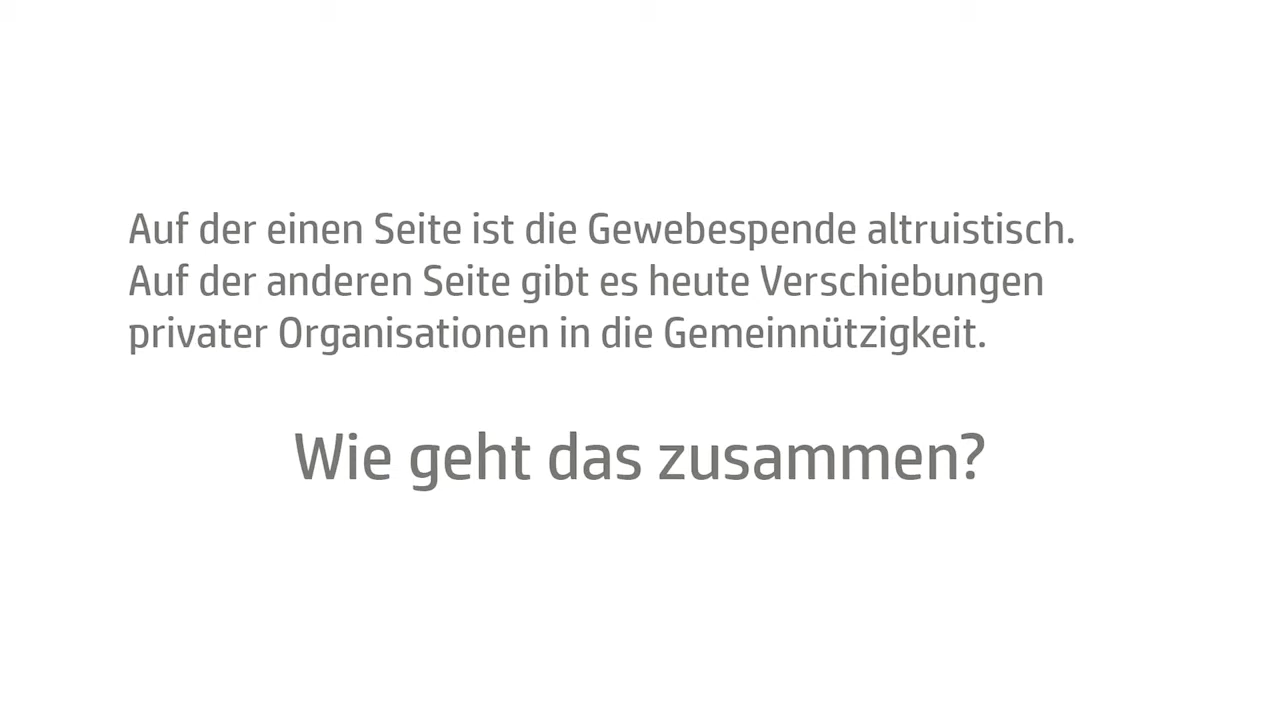 Auf der einen Seite ist die Gewebespende altruistisch.
Auf der anderen Seite gibt es heute Verschiebungen
privater Organisationen in die Gemeinnützigkeit.
Wie geht das zusammen?